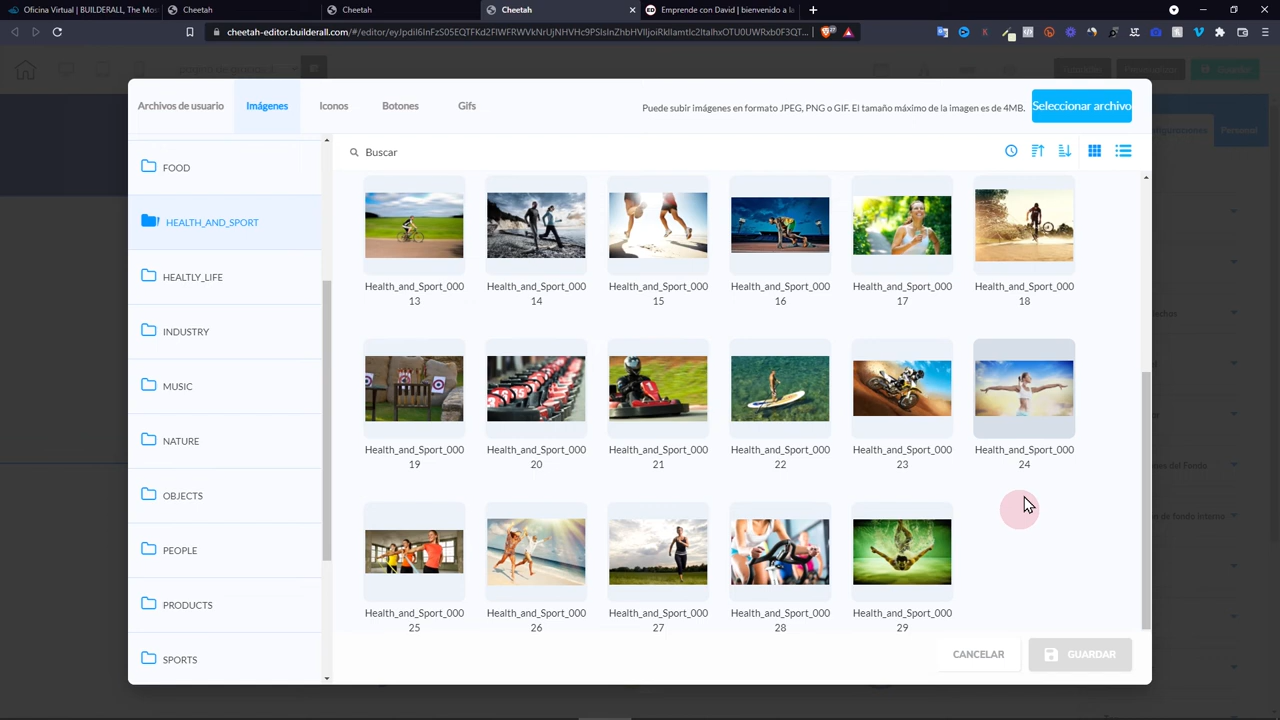 Oficina Virtual | BUILDERALL, The Mos
Cheetah
Cheetah
Cheetah
Emprende con David | bienvenido a la
cheetah-editor.builderall.com/#/editor/
Archivos de usuario
Imágenes
Iconos
Botones
Gifs
Puede subir imágenes en formato JPEG, PNG o GIF. El tamaño máximo de la imagen es de 4MB.
Seleccionar archivo
Personal
FOOD
HEALTH_AND_SPORT
HEALTLY_LIFE
INDUSTRY
MUSIC
NATURE
OBJECTS
PEOPLE
PRODUCTS
SPORTS
Buscar
Health_and_Sport_000
13
Health_and_Sport_000
14
Health_and_Sport_000
15
Health_and_Sport_000
16
Health_and_Sport_000
17
Health_and_Sport_000
18
Health_and_Sport_000
19
Health_and_Sport_000
20
Health_and_Sport_000
21
Health_and_Sport_000
22
Health_and_Sport_000
23
Health_and_Sport_000
24
Health_and_Sport_000
25
Health_and_Sport_000
26
Health_and_Sport_000
27
Health_and_Sport_000
28
Health_and_Sport_000
29
CANCELAR
GUARDAR